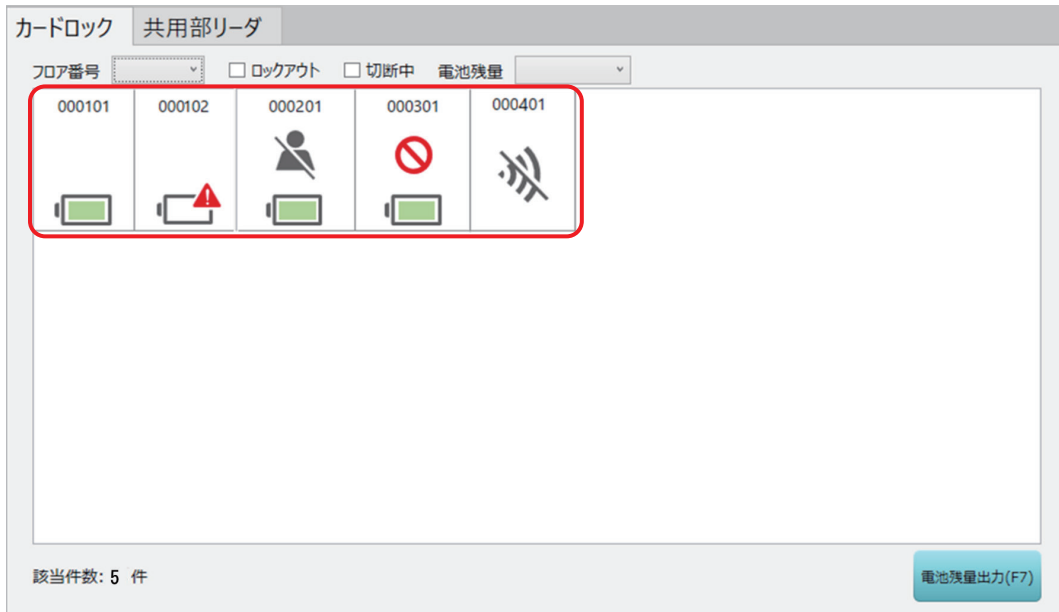 カードロック 共用部リーダ
フロア番号 ロックアウト 切断中 電池残量
000101 000102 000201 000301 000401
該当件数: 5 件
電池残量出力(F7)